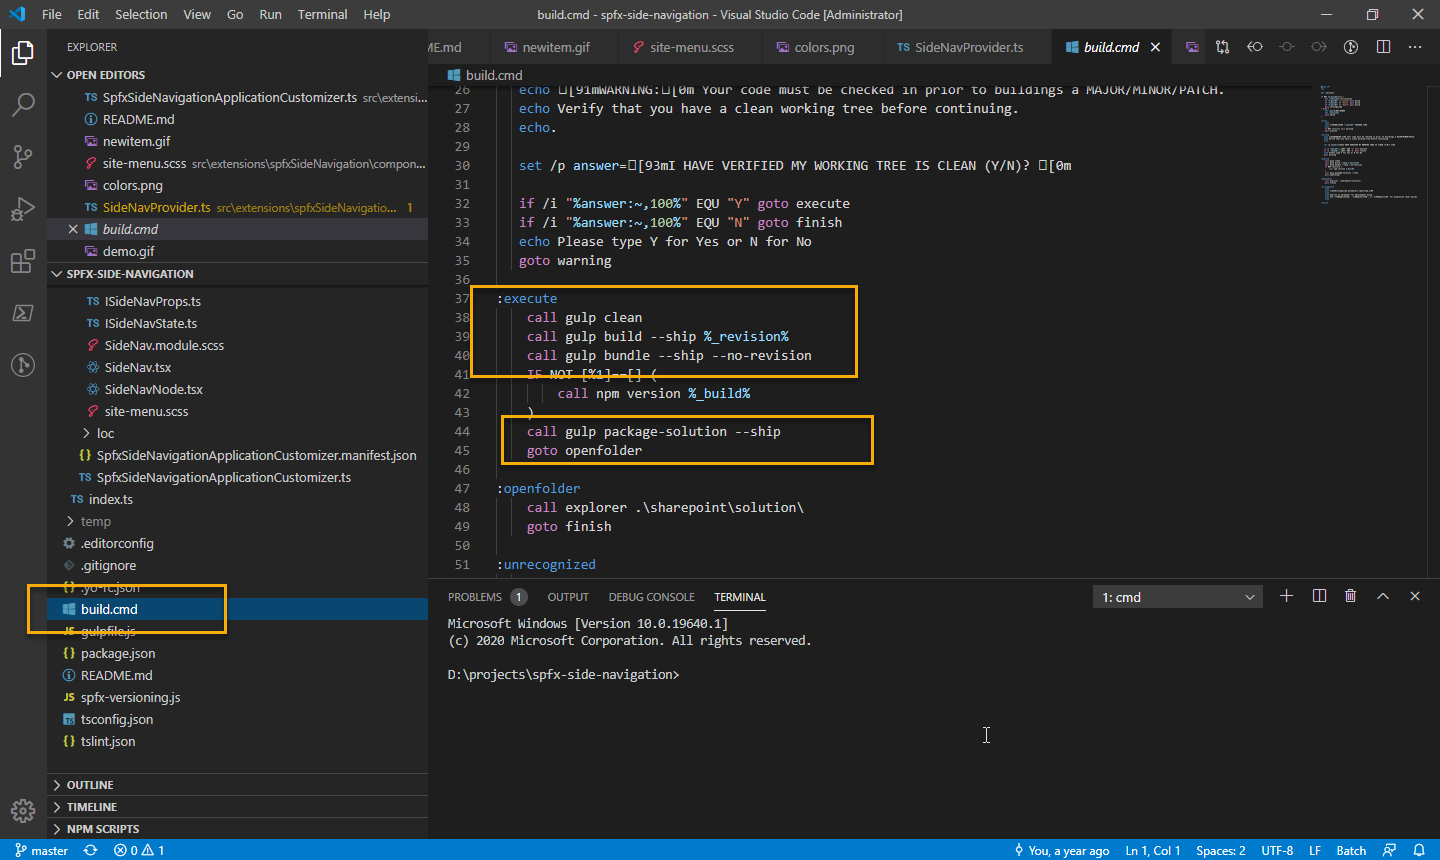 File Edit Selection View Go Run Terminal Help
build.cmd - spfx-side-navigation - Visual Studio Code [Administrator]
EXPLORER
OPEN EDITORS
TS SpfxSideNavigationApplicationCustomizer.ts src\extensi...
README.md
newitem.gif
site-menu.scss src\extensions\spfxSideNavigation\compon...
colors.png
SideNavProvider.ts src\extensions\spfxSideNavigatio... 1
build.cmd
demo.gif
SPFX-SIDE-NAVIGATION
TS ISideNavProps.ts
TS ISideNavState.ts
SideNav.module.scss
SideNav.tsx
SideNavNode.tsx
site-menu.scss
loc
{} SpfxSideNavigationApplicationCustomizer.manifest.json
TS SpfxSideNavigationApplicationCustomizer.ts
TS index.ts
temp
.editorconfig
.gitignore
{} .yo-rc.json
build.cmd
JS gulpfile.js
{} package.json
README.md
JS spfx-versioning.js
TS tsconfig.json
{} tslint.json
OUTLINE
TIMELINE
NPM SCRIPTS
ME.md
newitem.gif
site-menu.scss
colors.png
TS SideNavProvider.ts
build.cmd
build.cmd
26 echo [91mWARNING:[0m Your code must be checked in prior to buildings a MAJOR/MINOR/PATCH.
27 echo Verify that you have a clean working tree before continuing.
28 echo.
29
30 set /p answer=[93mI HAVE VERIFIED MY WORKING TREE IS CLEAN (Y/N)? [0m
31
32 if /i "%answer:~,100%" EQU "Y" goto execute
33 if /i "%answer:~,100%" EQU "N" goto finish
34 echo Please type Y for Yes or N for No
35 goto warning
36
37 :execute
38 call gulp clean
39 call gulp build --ship %_revision%
40 call gulp bundle --ship --no-revision
41 IF NOT [%1]==[] (
42 call npm version %_build%
43 )
44 call gulp package-solution --ship
45 goto openfolder
46
47 :openfolder
48 call explorer .\sharepoint\solution\
49 goto finish
50
51 :unrecognized
PROBLEMS 1 OUTPUT DEBUG CONSOLE TERMINAL
1: cmd
Microsoft Windows [Version 10.0.19640.1]
(c) 2020 Microsoft Corporation. All rights reserved.
D:\projects\spfx-side-navigation>
master 0 1
You, a year ago Ln 1, Col 1 Spaces: 2 UTF-8 LF Batch